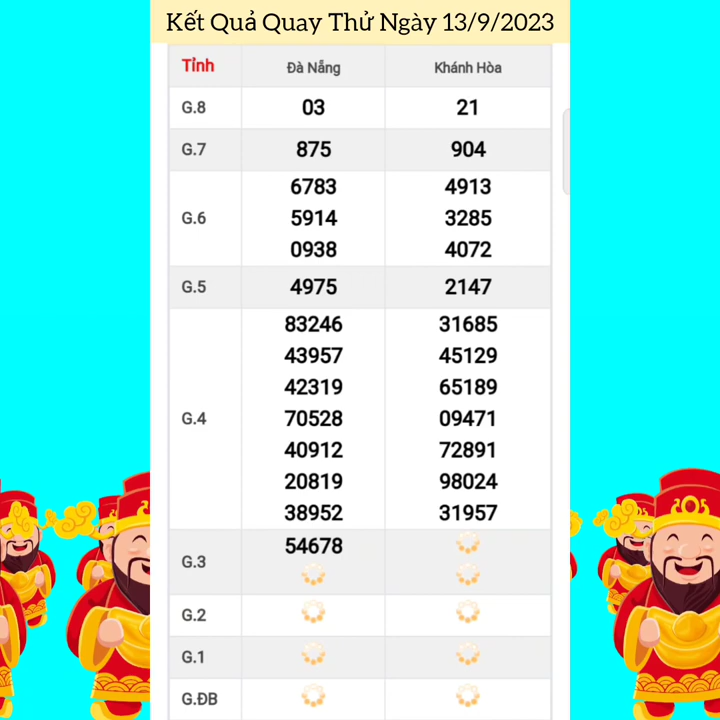 Kết Quả Quay Thử Ngày 13/9/2023
Tỉnh Đà Nẵng Khánh Hòa
G.8 03 21
G.7 875 904
6783 4913
G.6 5914 3285
0938 4072
G.5 4975 2147
83246 31685
43957 45129
42319 65189
G.4 70528 09471
40912 72891
20819 98024
38952 31957
54678
G.3
G.2
G.1
G.ĐB